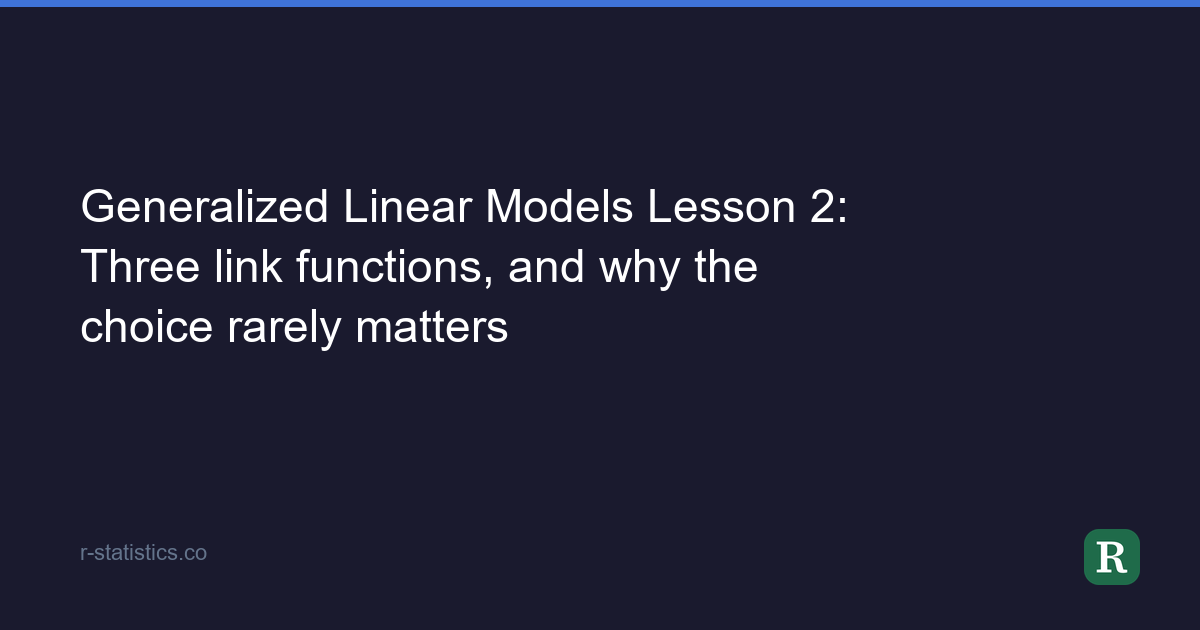 Generalized Linear Models Lesson 2:
Three link functions, and why the
choice rarely matters
r-statistics.co
R